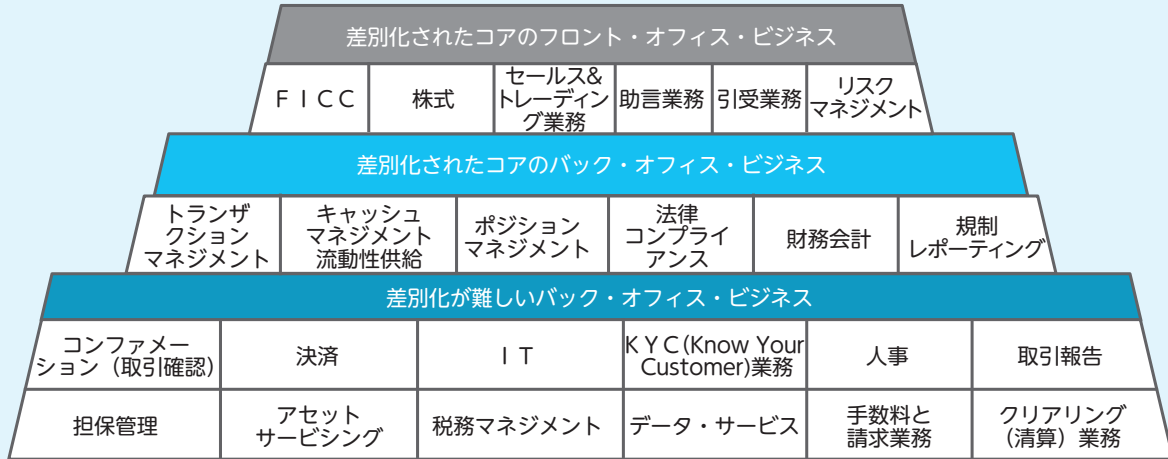 差別化されたコアのフロント・オフィス・ビジネス
ＦＩＣＣ
株式
セールス&
トレーディン
グ業務
助言業務
引受業務
リスク
マネジメント
差別化されたコアのバック・オフィス・ビジネス
トランザ
クション
マネジメント
キャッシュ
マネジメント
流動性供給
ポジション
マネジメント
法律
コンプライ
アンス
財務会計
規制
レポーティング
差別化が難しいバック・オフィス・ビジネス
コンファメー
ション（取引確認）
決済
ＩＴ
ＫＹＣ(Know Your
Customer)業務
人事
取引報告
担保管理
アセット
サービシング
税務マネジメント
データ・サービス
手数料と
請求業務
クリアリング
（清算）業務